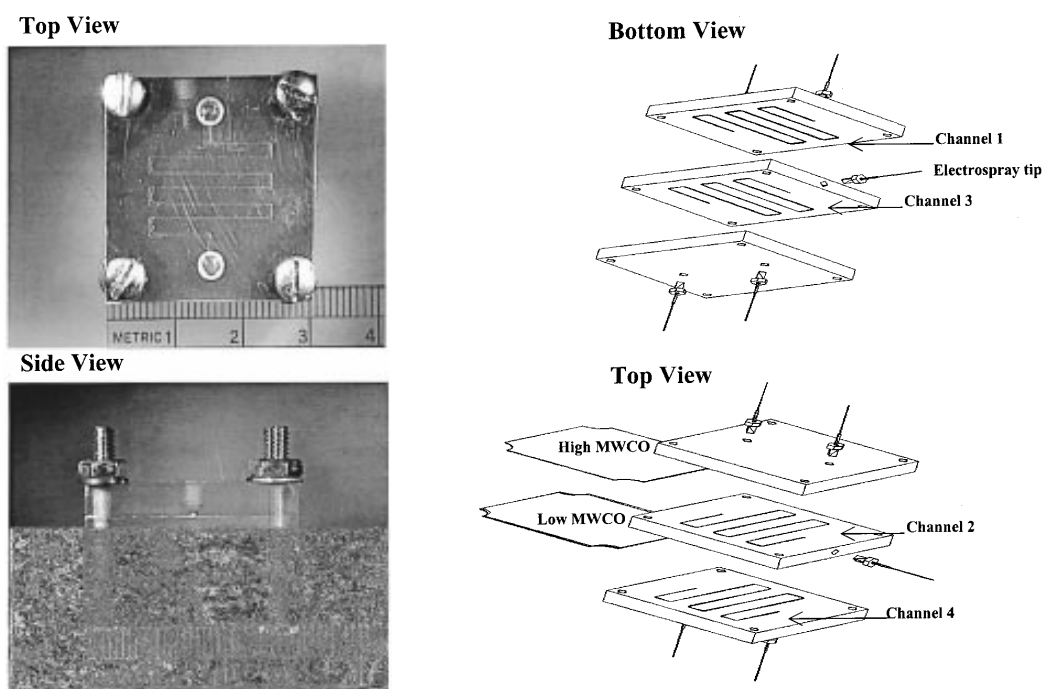 Top View
METRIC 1 2 3 4
Side View
Bottom View
Channel 1
Electrospray tip
Channel 3
Top View
High MWCO
Low MWCO
Channel 2
Channel 4